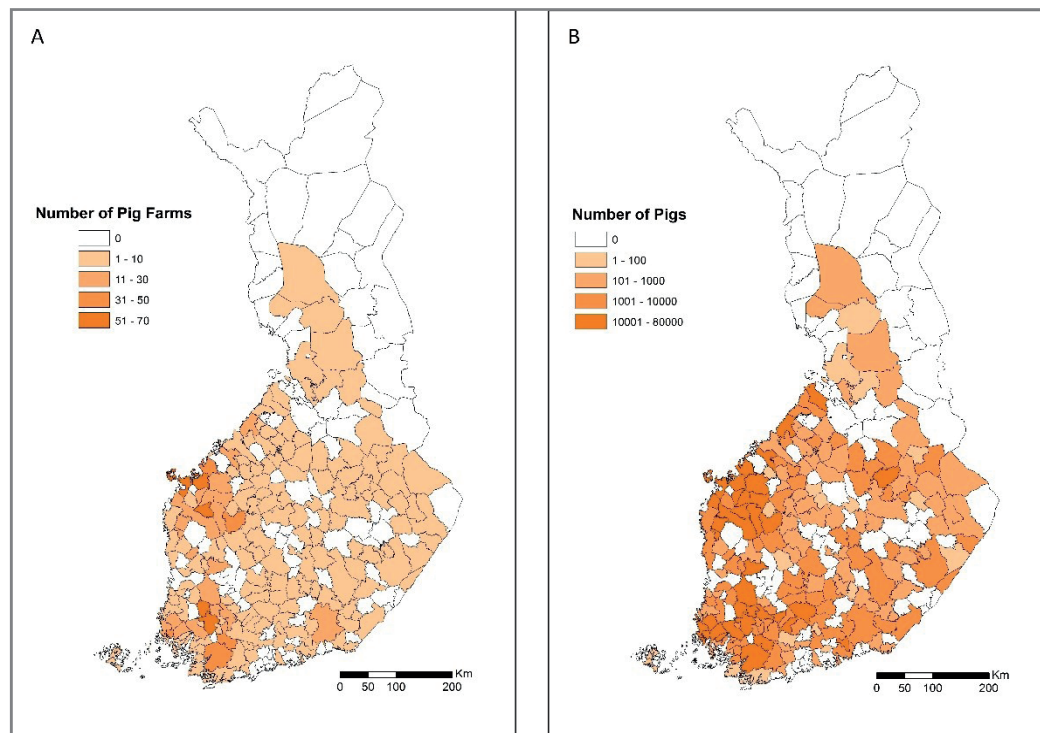 A
Number of Pig Farms
0
1 - 10
11 - 30
31 - 50
51 - 70
Km
0 50 100 200
B
Number of Pigs
0
1 - 100
101 - 1000
1001 - 10000
10001 - 80000
Km
0 50 100 200